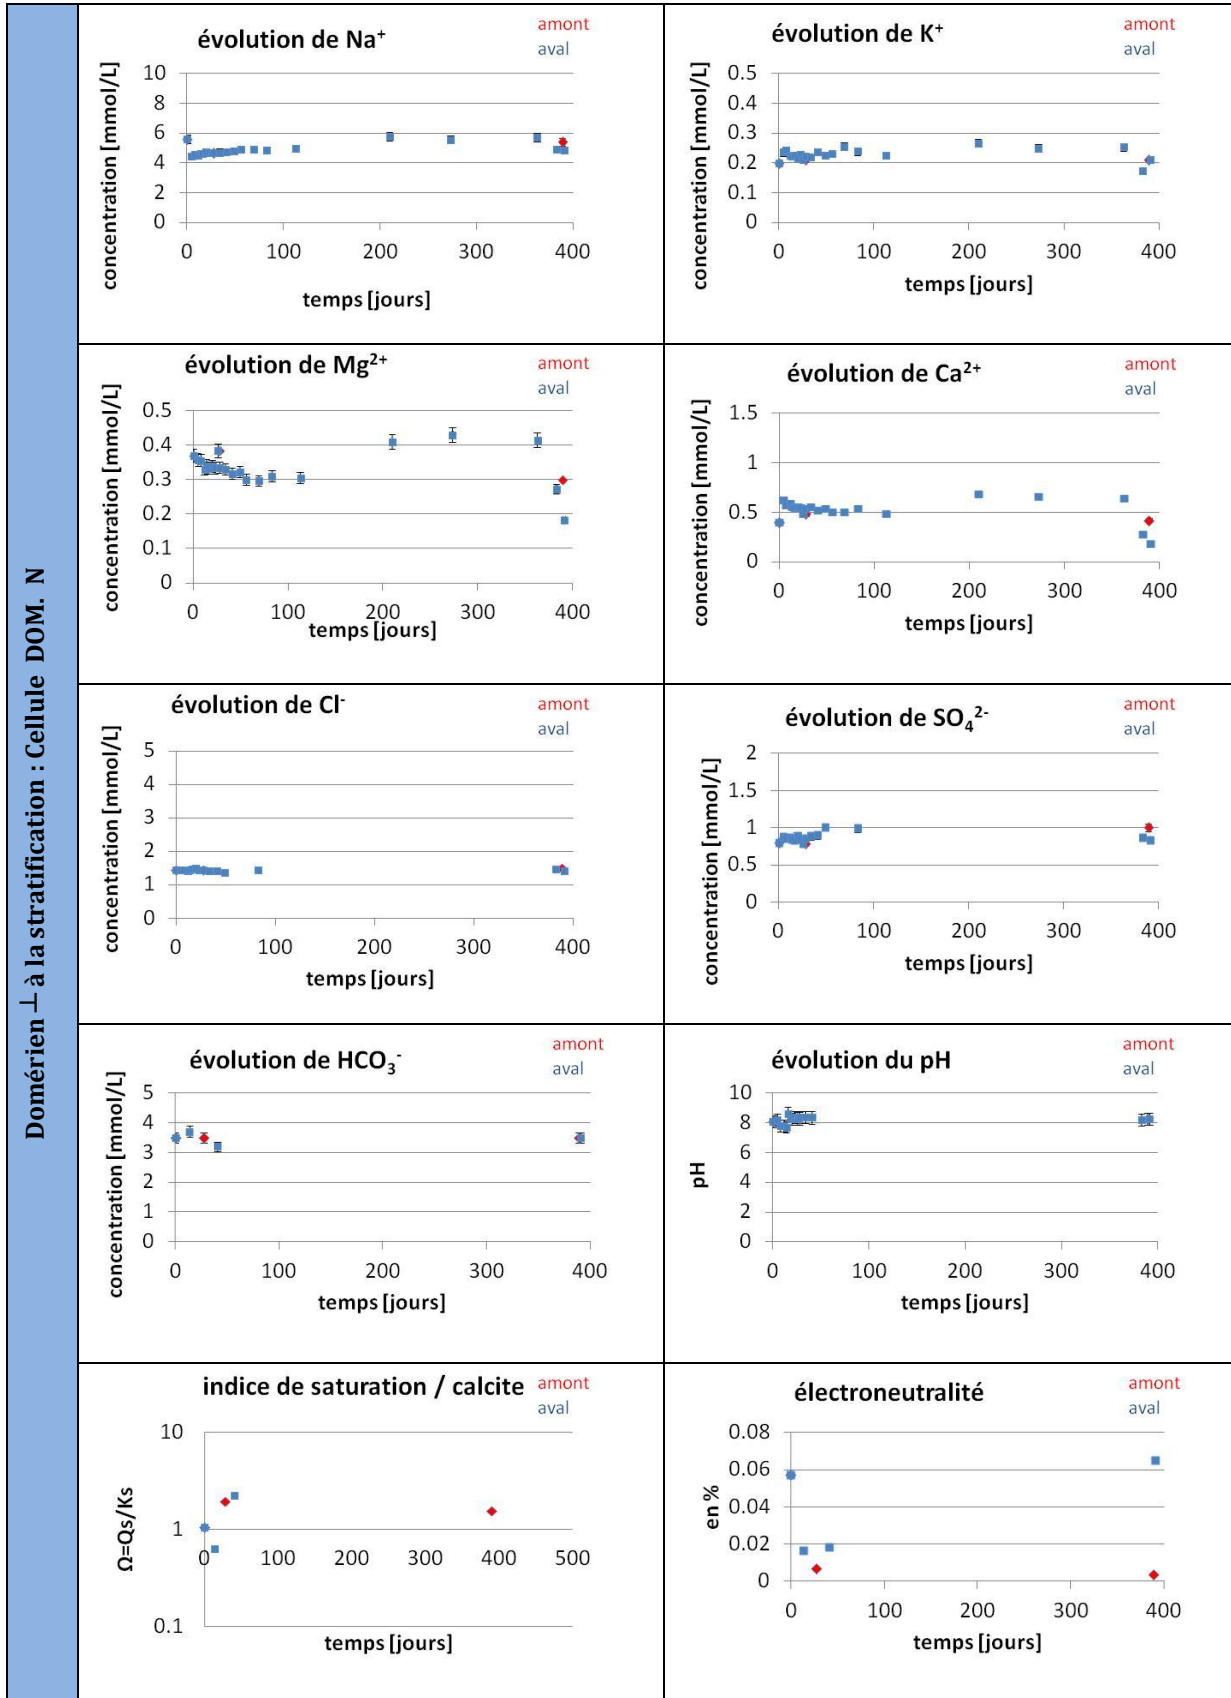 Domérien ⊥ à la stratification : Cellule DOM. N
évolution de Na⁺
amont
aval
concentration [mmol/L]
10
8
6
4
2
0
0 100 200 300 400
temps [jours]
évolution de K⁺
amont
aval
concentration [mmol/L]
0.5
0.4
0.3
0.2
0.1
0
0 100 200 300 400
temps [jours]
évolution de Mg²⁺
amont
aval
concentration [mmol/L]
0.5
0.4
0.3
0.2
0.1
0
0 100 200 300 400
temps [jours]
évolution de Ca²⁺
amont
aval
concentration [mmol/L]
1.5
1
0.5
0
0 100 200 300 400
temps [jours]
évolution de Cl⁻
amont
aval
concentration [mmol/L]
5
4
3
2
1
0
0 100 200 300 400
temps [jours]
évolution de SO₄²⁻
amont
aval
concentration [mmol/L]
2
1.5
1
0.5
0
0 100 200 300 400
temps [jours]
évolution de HCO₃⁻
amont
aval
concentration [mmol/L]
5
4
3
2
1
0
0 100 200 300 400
temps [jours]
évolution du pH
amont
aval
pH
10
8
6
4
2
0
0 100 200 300 400
temps [jours]
indice de saturation / calcite
amont
aval
Ω=Qs/Ks
10
1
0.1
0 100 200 300 400 500
temps [jours]
électroneutralité
amont
aval
en %
0.08
0.06
0.04
0.02
0
0 100 200 300 400
temps [jours]